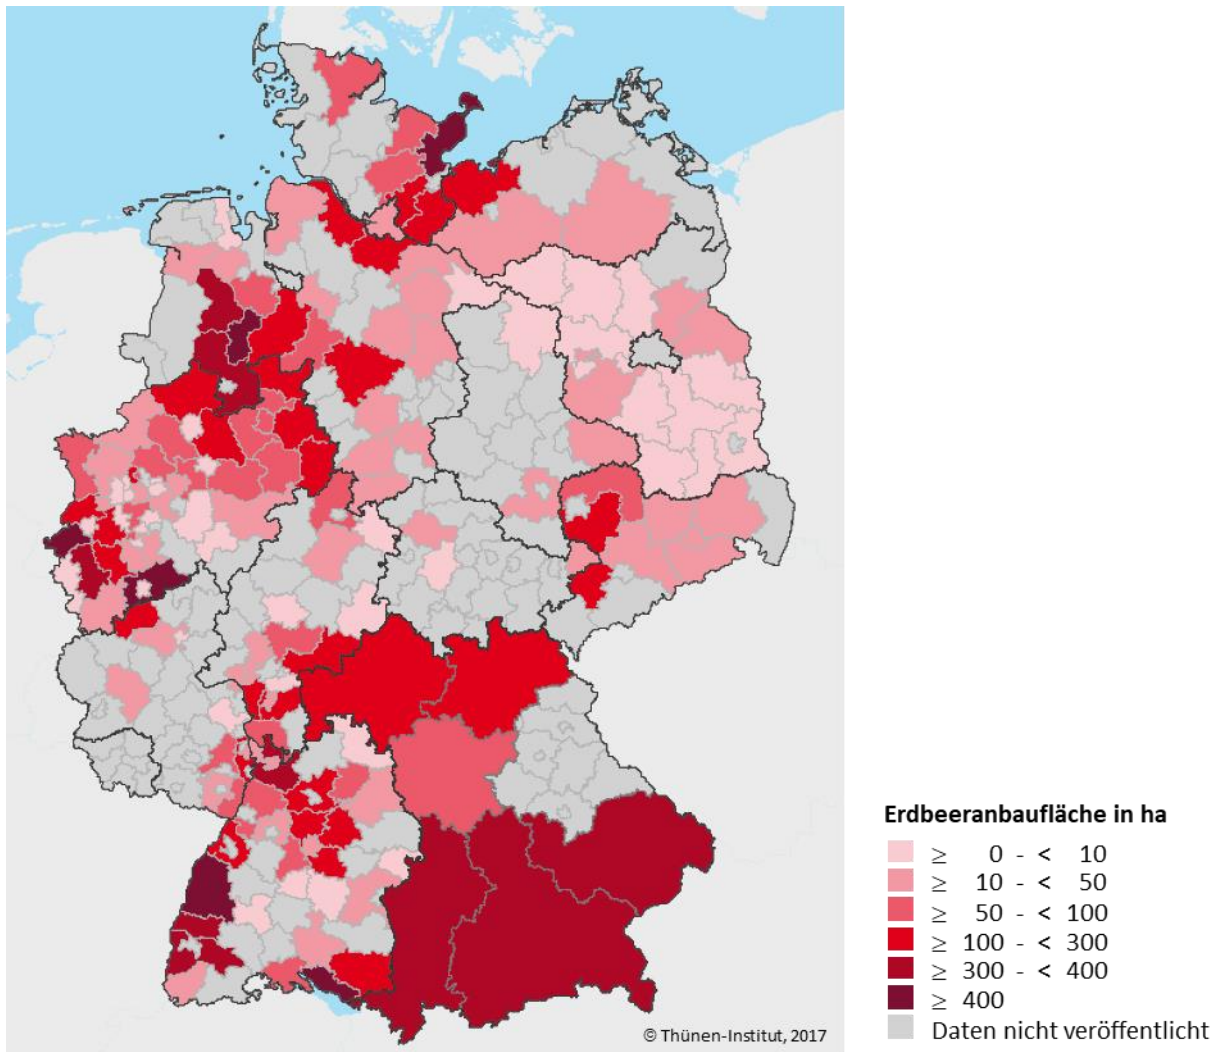 Erdbeeranbaufläche in ha
≥ 0 - < 10
≥ 10 - < 50
≥ 50 - < 100
≥ 100 - < 300
≥ 300 - < 400
≥ 400
Daten nicht veröffentlicht
© Thünen-Institut, 2017